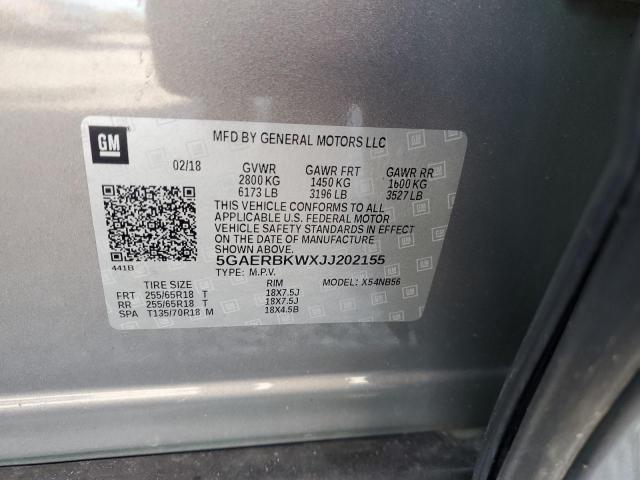 GM
MFD BY GENERAL MOTORS LLC
02/18 GVWR GAWR FRT GAWR RR
2800 KG 1450 KG 1600 KG
6173 LB 3196 LB 3527 LB
THIS VEHICLE CONFORMS TO ALL
APPLICABLE U.S. FEDERAL MOTOR
VEHICLE SAFETY STANDARDS IN EFFECT
ON THE DATE OF MANUFACTURE
SHOWN ABOVE.
5GAERBKWXJJ202155
441B TYPE: M.P.V.
TIRE SIZE RIM MODEL: X54NB56
FRT 255/65R18 T 18X7.5J
RR 255/65R18 T 18X7.5J
SPA T135/70R18 M 18X4.5B